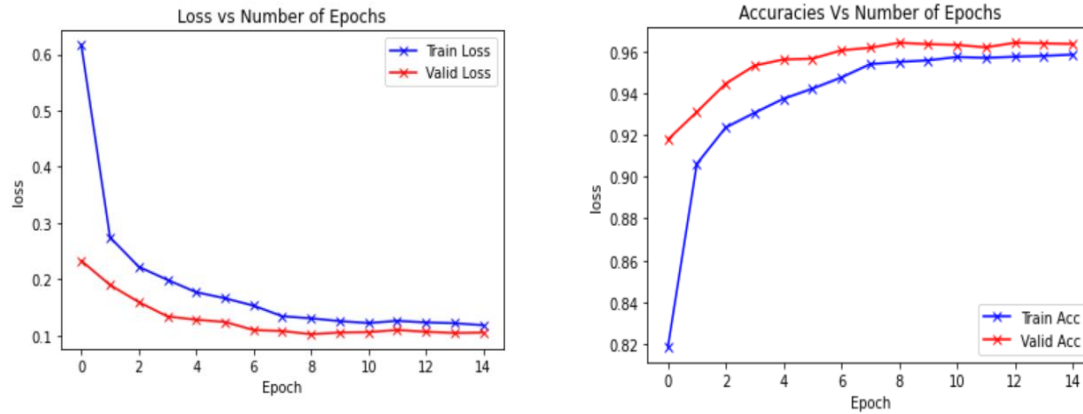 Loss vs Number of Epochs
Train Loss
Valid Loss
0.6
0.5
0.4
0.3
0.2
0.1
loss
0 2 4 6 8 10 12 14
Epoch
Accuracies Vs Number of Epochs
0.96
0.94
0.92
0.90
0.88
0.86
0.84
0.82
loss
Train Acc
Valid Acc
0 2 4 6 8 10 12 14
Epoch